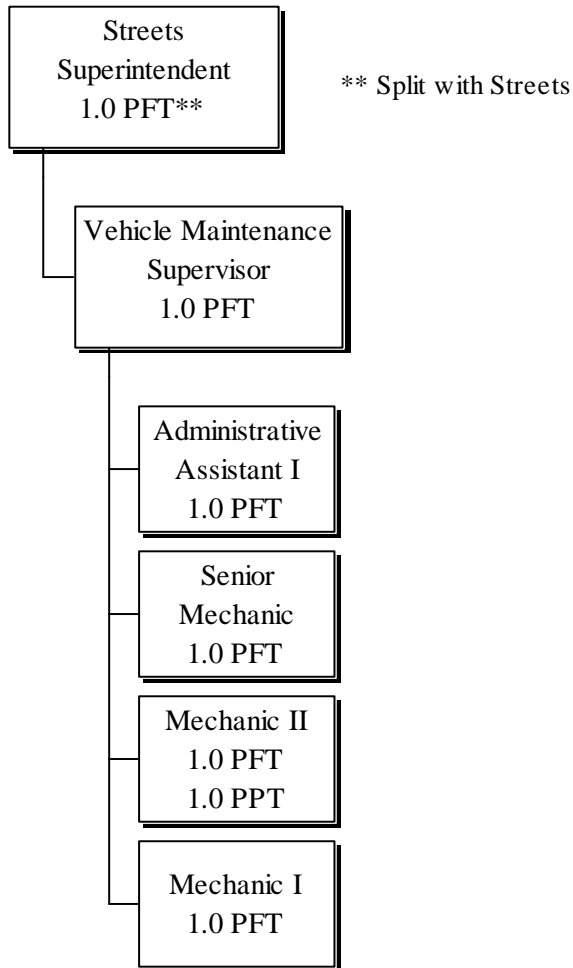 Streets
Superintendent
1.0 PFT**
** Split with Streets
Vehicle Maintenance
Supervisor
1.0 PFT
Administrative
Assistant I
1.0 PFT
Senior
Mechanic
1.0 PFT
Mechanic II
1.0 PFT
1.0 PPT
Mechanic I
1.0 PFT